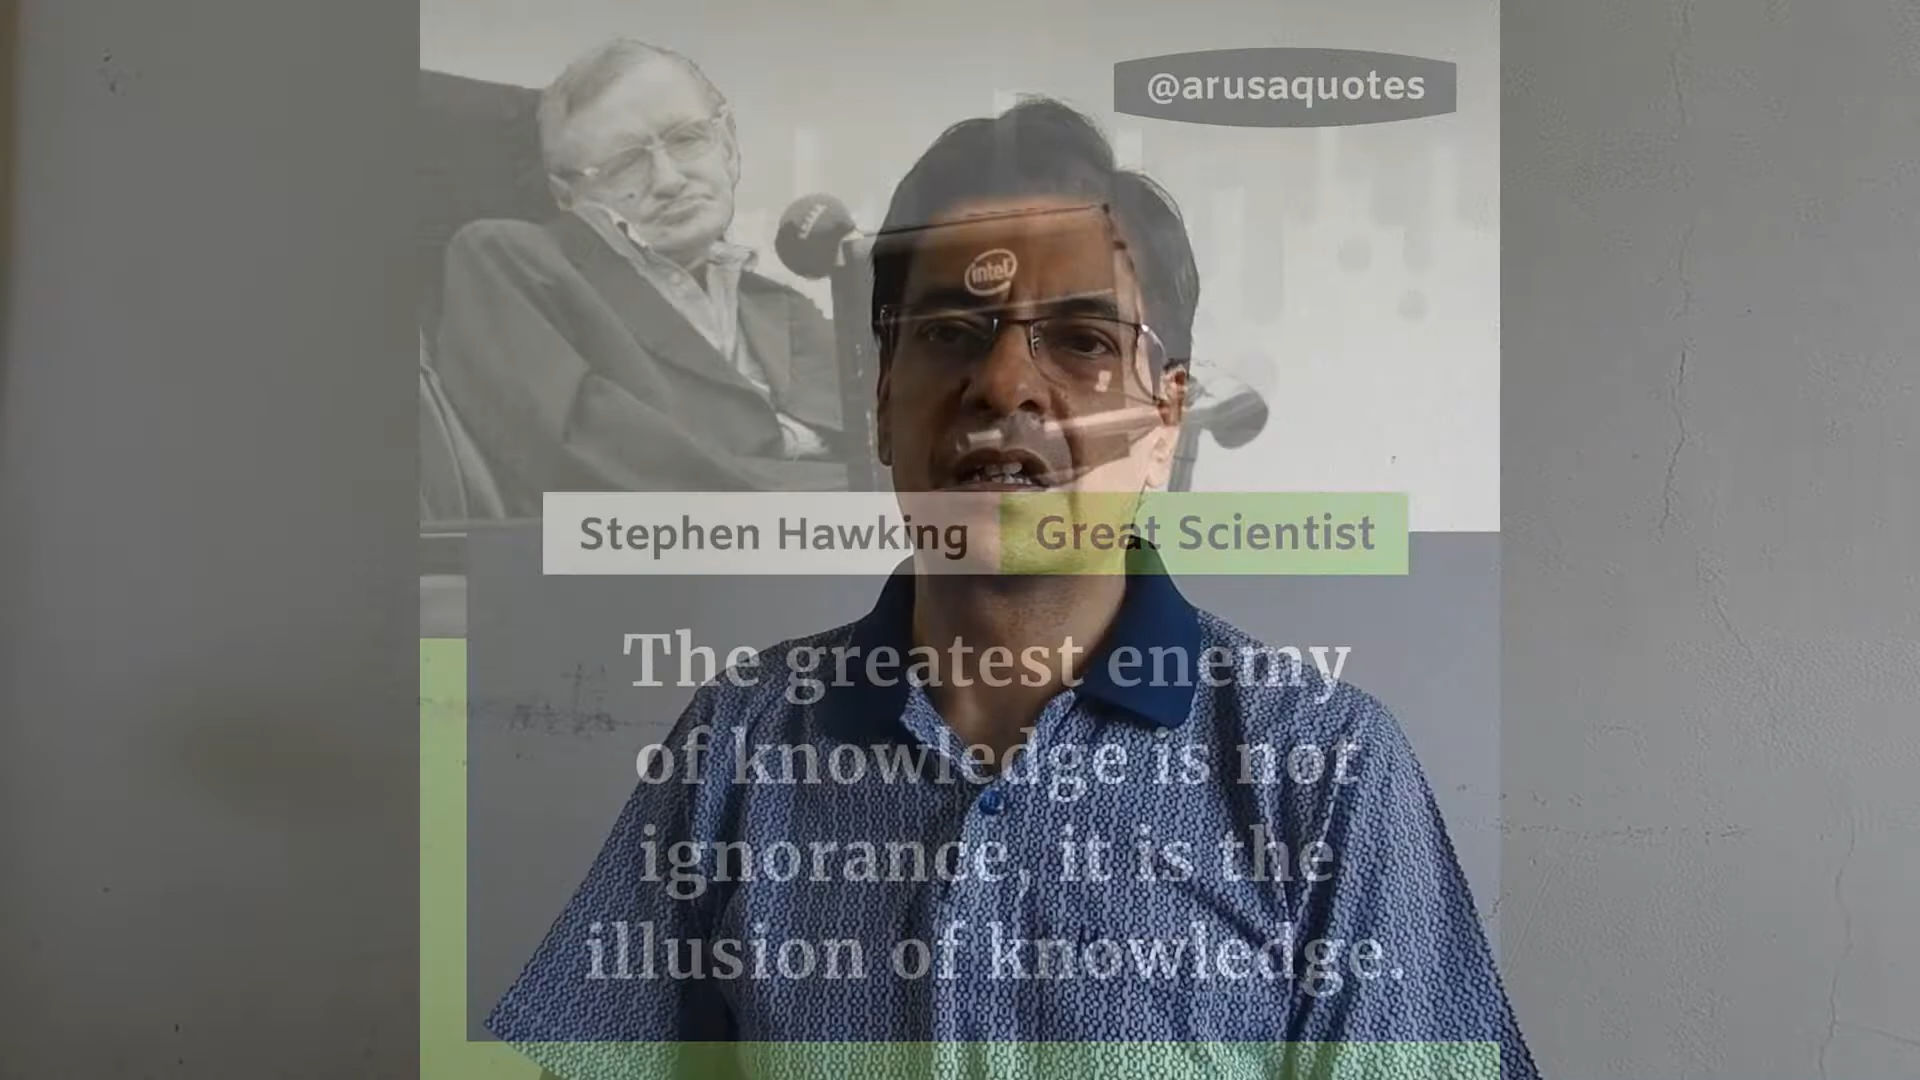 @arusaquotes
intel
Stephen Hawking Great Scientist
The greatest enemy
of knowledge is not
ignorance, it is the
illusion of knowledge.